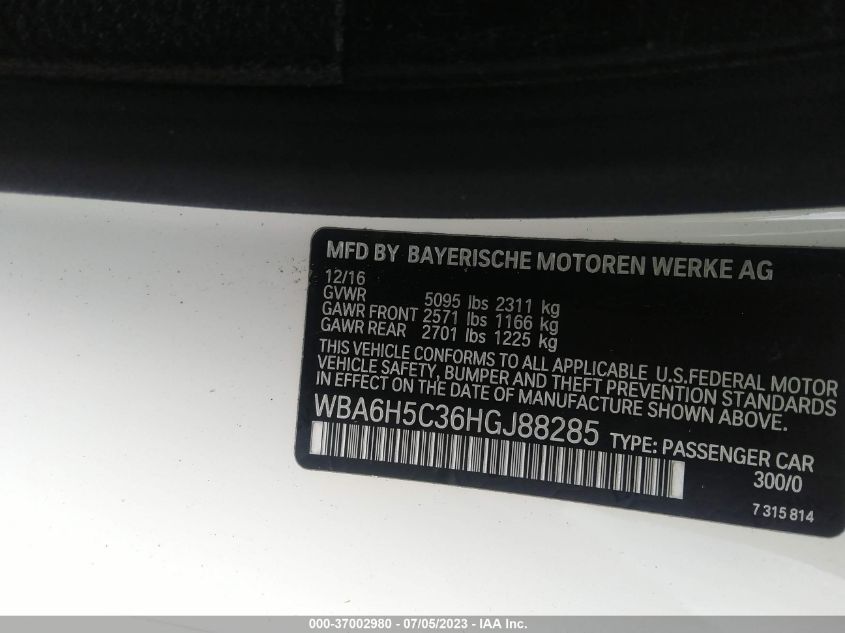 MFD BY BAYERISCHE MOTOREN WERKE AG
12/16
GVWR 5095 lbs 2311 kg
GAWR FRONT 2571 lbs 1166 kg
GAWR REAR 2701 lbs 1225 kg
THIS VEHICLE CONFORMS TO ALL APPLICABLE U.S.FEDERAL MOTOR
VEHICLE SAFETY, BUMPER AND THEFT PREVENTION STANDARDS
IN EFFECT ON THE DATE OF MANUFACTURE SHOWN ABOVE.
WBA6H5C36HGJ88285 TYPE: PASSENGER CAR
300/0
7 315 814
000-37002980 - 07/05/2023 - IAA Inc.